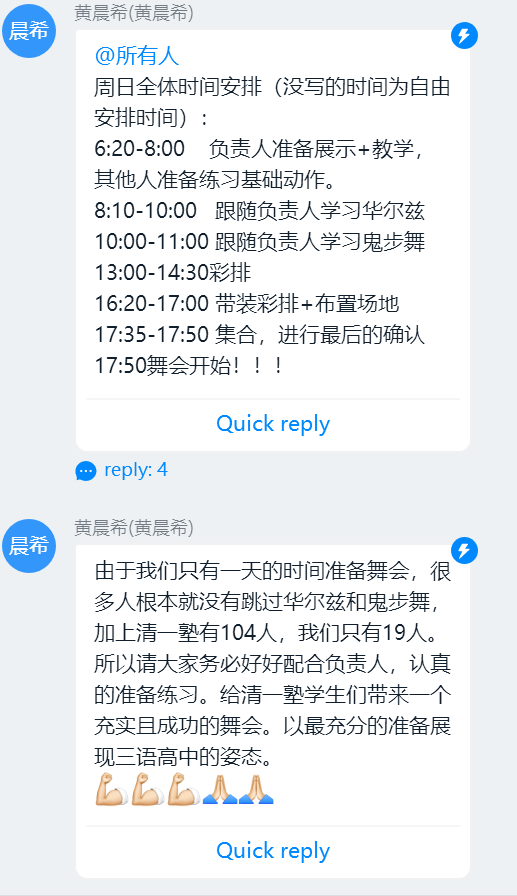 晨希
黄晨希(黄晨希)
@所有人
周日全体时间安排（没写的时间为自由
安排时间）：
6:20-8:00 负责人准备展示+教学，
其他人准备练习基础动作。
8:10-10:00 跟随负责人学习华尔兹
10:00-11:00 跟随负责人学习鬼步舞
13:00-14:30彩排
16:20-17:00 带装彩排+布置场地
17:35-17:50 集合，进行最后的确认
17:50舞会开始！！！
Quick reply
reply: 4
晨希
黄晨希(黄晨希)
由于我们只有一天的时间准备舞会，很
多人根本就没有跳过华尔兹和鬼步舞，
加上清一塾有104人，我们只有19人。
所以请大家务必好好配合负责人，认真
的准备练习。给清一塾学生们带来一个
充实且成功的舞会。以最充分的准备展
现三语高中的姿态。
💪🏻💪🏻💪🏻🙏🏻🙏🏻
Quick reply